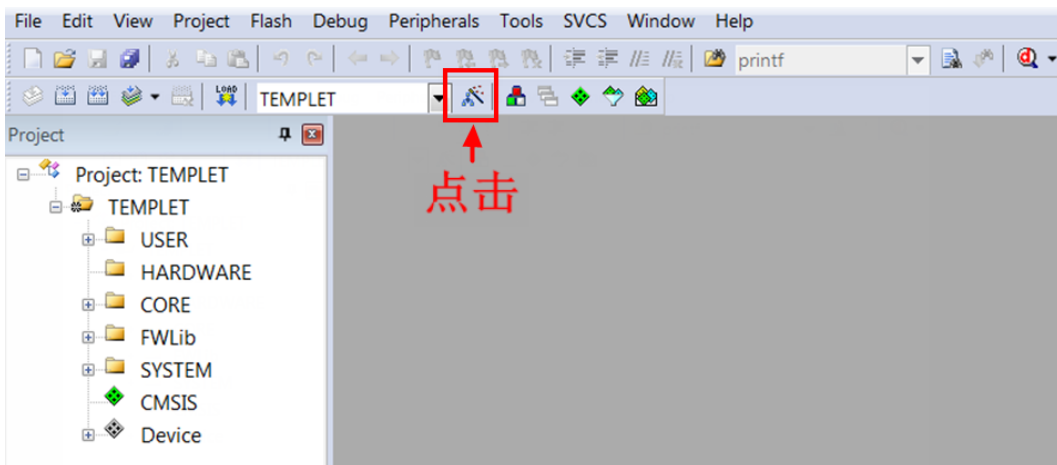 File Edit View Project Flash Debug Peripherals Tools SVCS Window Help
printf
LOAD TEMPLET
Project
点击
Project: TEMPLET
TEMPLET
USER
HARDWARE
CORE
FWLib
SYSTEM
CMSIS
Device